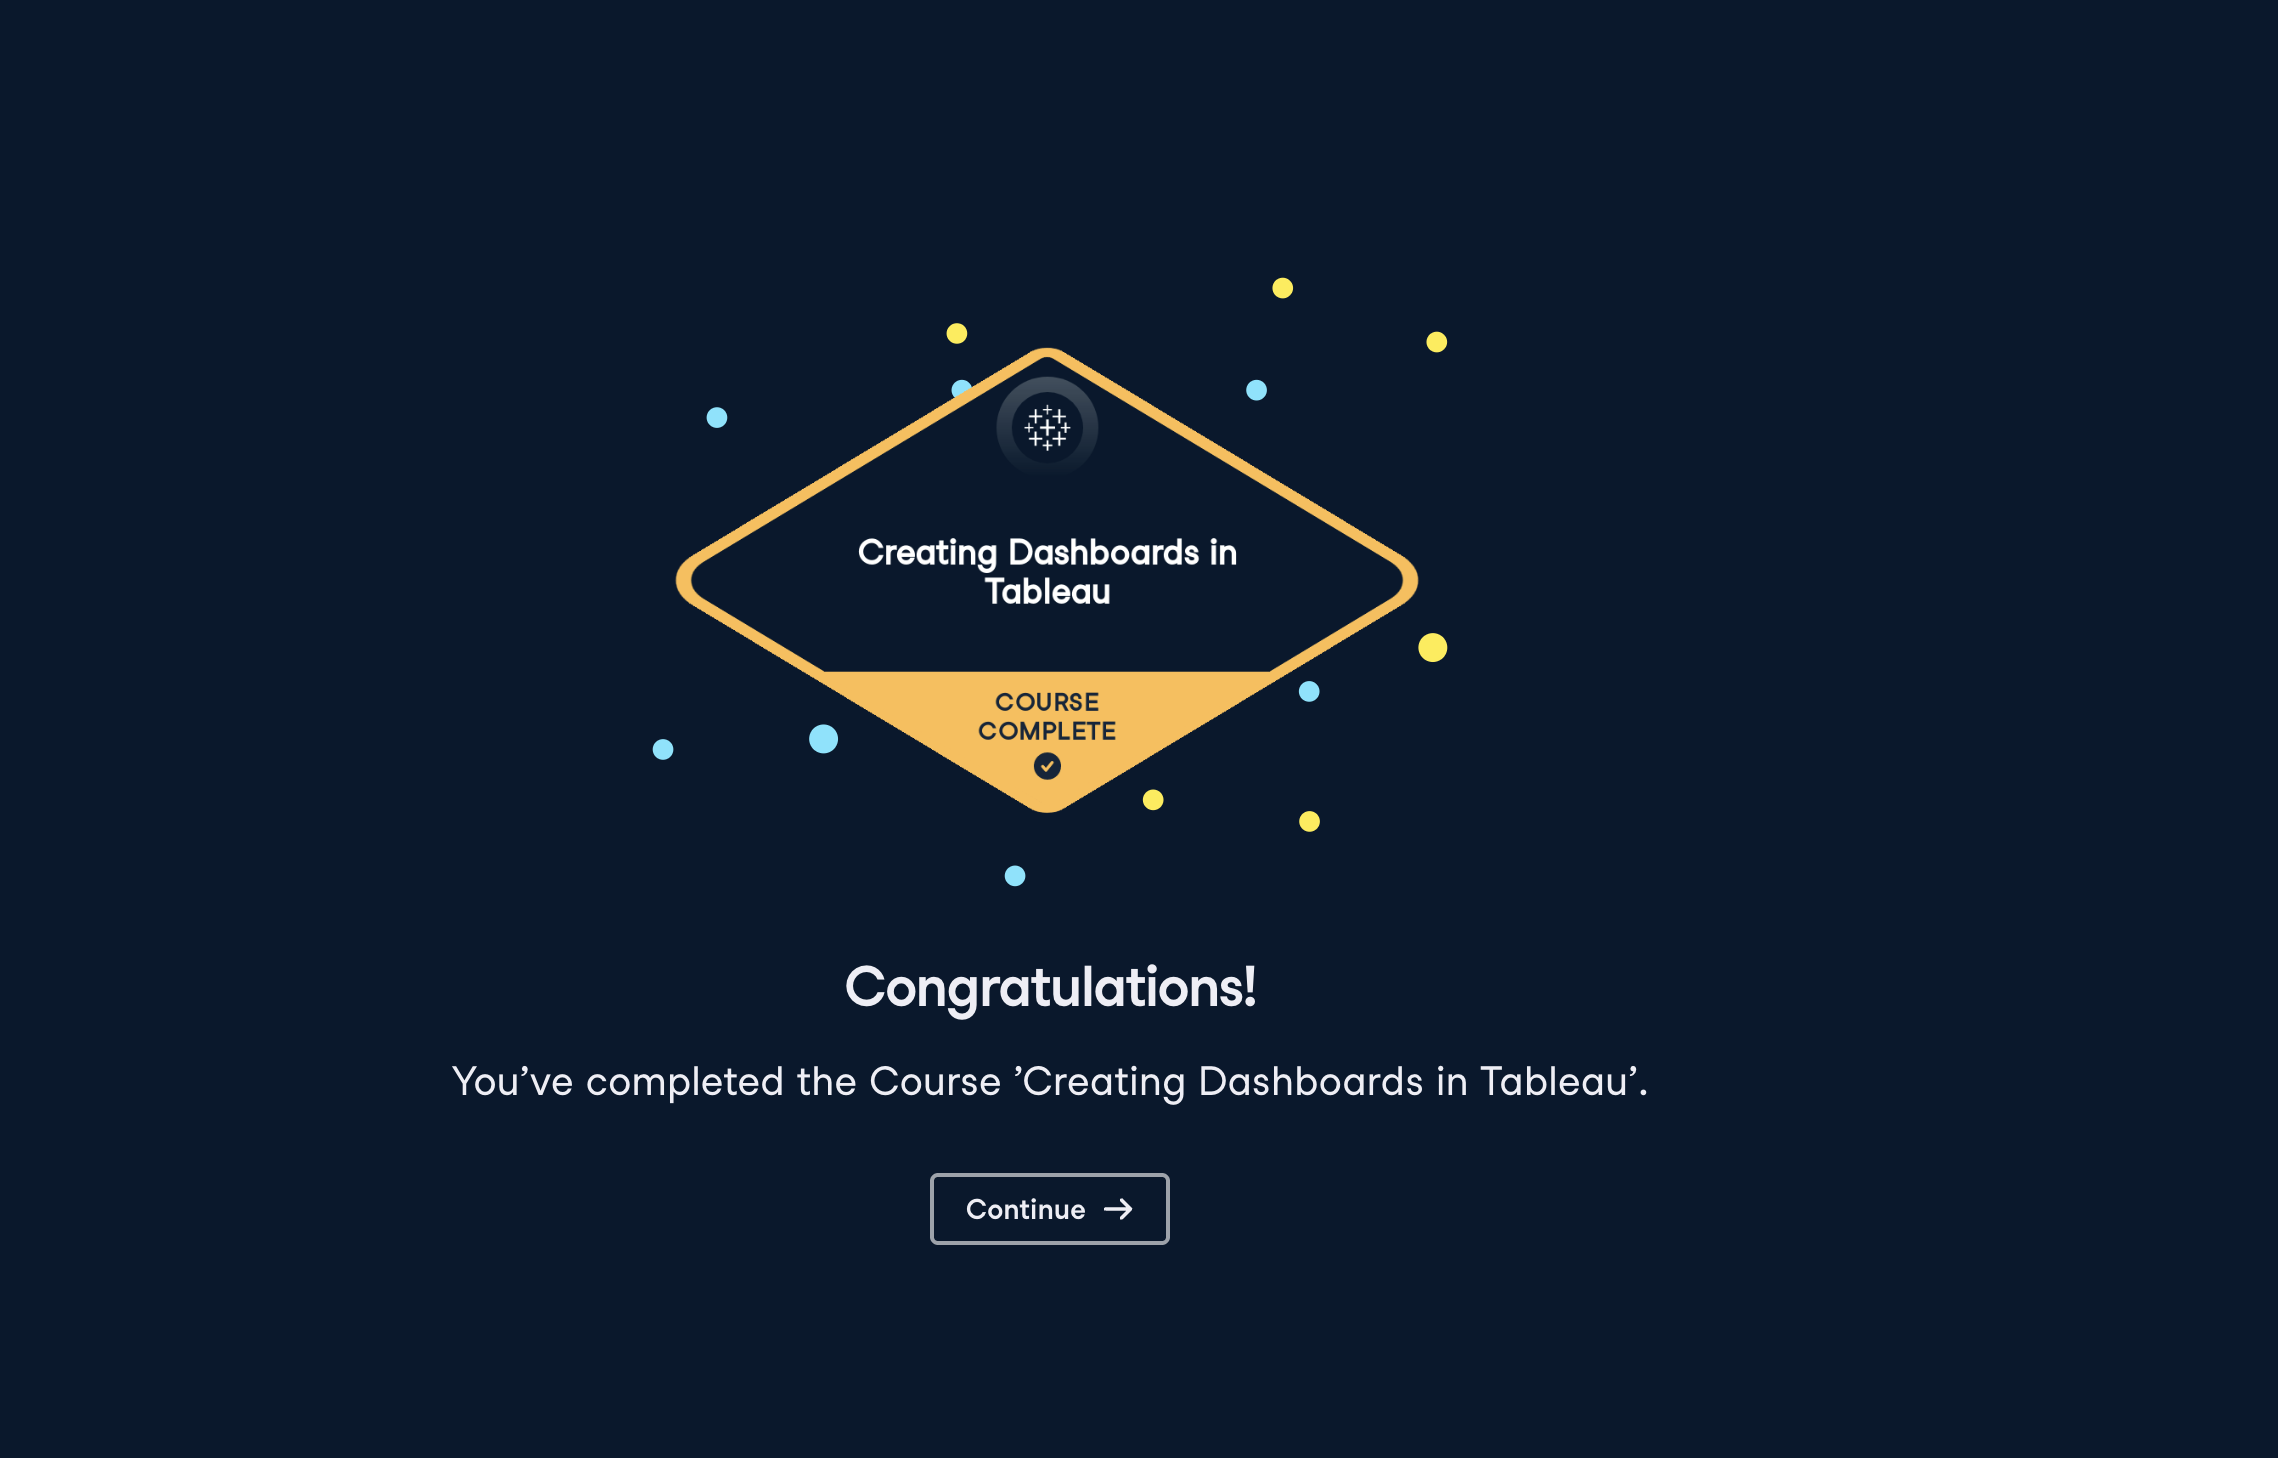 Creating Dashboards in
Tableau
COURSE
COMPLETE
Congratulations!
You’ve completed the Course ’Creating Dashboards in Tableau’.
Continue